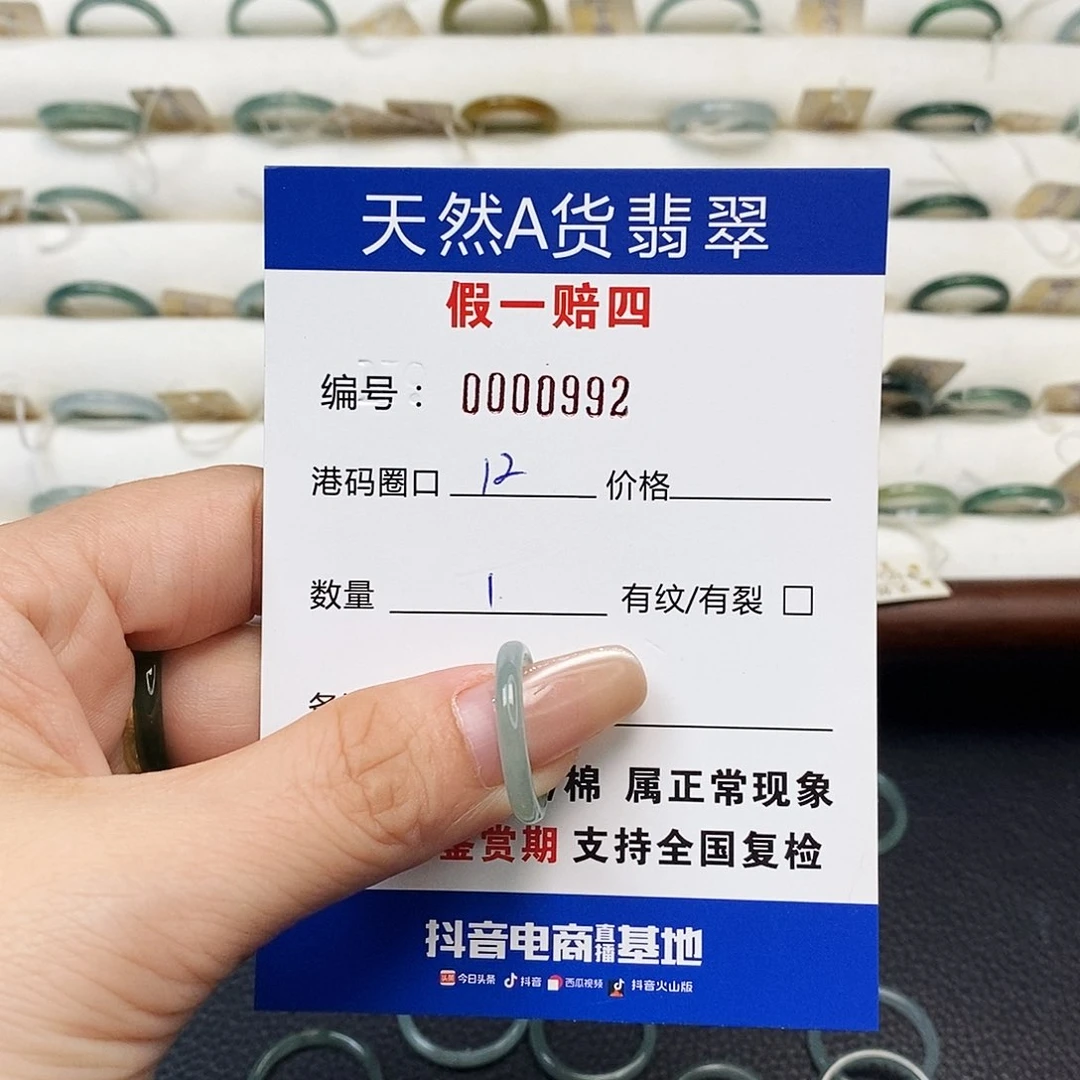 天然A货翡翠
假一赔四
编号：0000992
港码圈口 12 价格
数量 1 有纹/有裂 □
棉 属正常现象
鉴赏期 支持全国复检
抖音电商直播基地
头条 今日头条 抖音 西瓜视频 抖音火山版